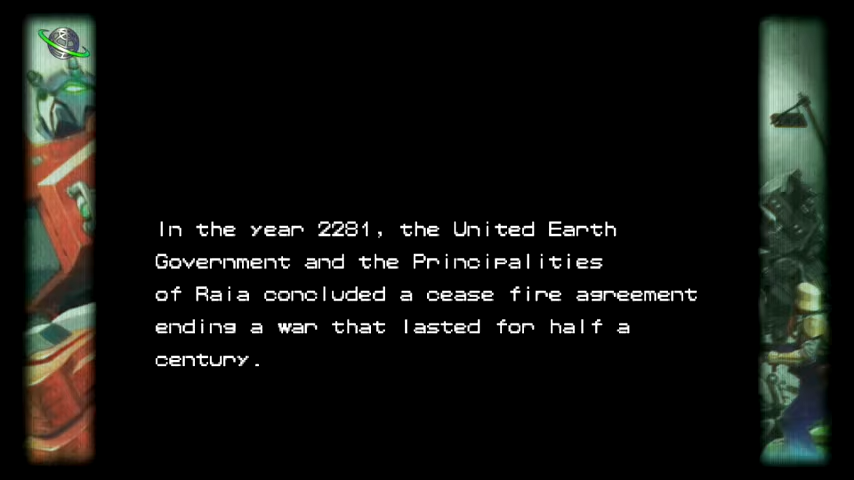 In the year 2281, the United Earth
Government and the Principalities
of Raia concluded a cease fire agreement
ending a war that lasted for half a
century.